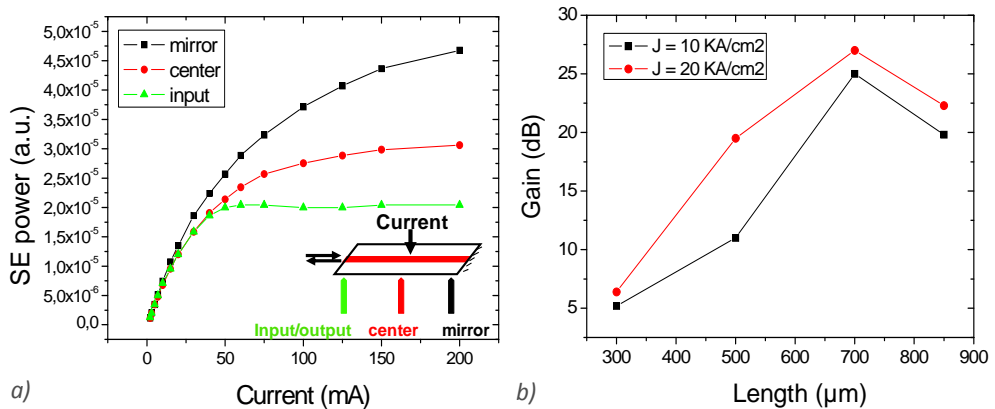 5,0x10⁻⁵
4,5x10⁻⁵
4,0x10⁻⁵
3,5x10⁻⁵
3,0x10⁻⁵
2,5x10⁻⁵
2,0x10⁻⁵
1,5x10⁻⁵
1,0x10⁻⁵
5,0x10⁻⁶
0,0
SE power (a.u.)
mirror
center
input
Current
Input/output
center
mirror
0
50
100
150
200
Current (mA)
a)
30
25
20
15
10
5
Gain (dB)
J = 10 KA/cm2
J = 20 KA/cm2
300
400
500
600
700
800
900
Length (µm)
b)